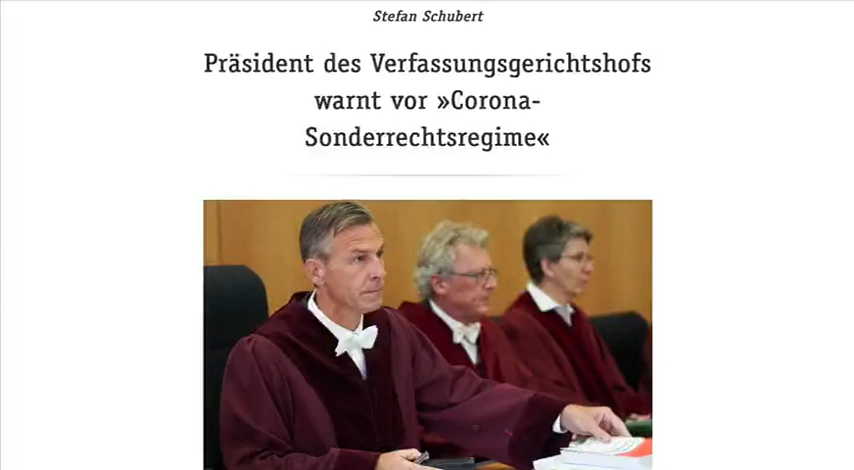 Stefan Schubert
Präsident des Verfassungsgerichtshofs
warnt vor »Corona-
Sonderrechtsregime«